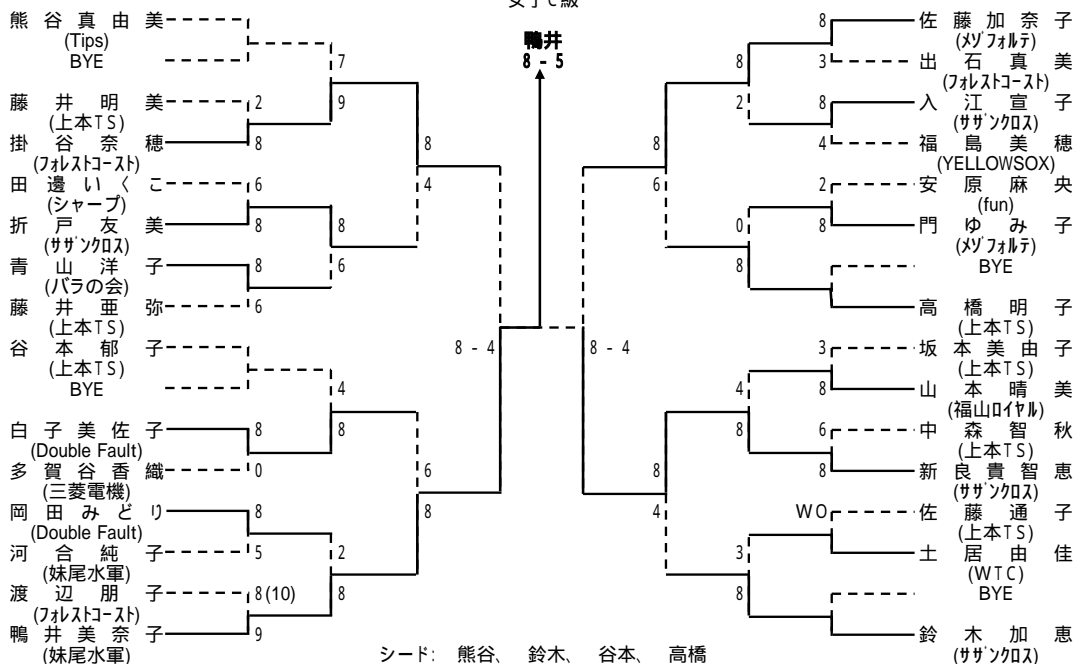 女子C級
熊谷真由美
(Tips)
BYE
7
藤井明美 2
(上本TS)
9
掛谷奈穂 8
(フォレストコースト)
8
田邊いくこ 6
(シャープ)
4
折戸友美 8
(サザンクロス)
8
青山洋子 8
(バラの会)
6
藤井亜弥 6
(上本TS)
谷本郁子
(上本TS)
BYE
4
白子美佐子 8
(Double Fault)
8
多賀谷香織 0
(三菱電機)
6
岡田みどり 8
(Double Fault)
8
河合純子 5
(妹尾水軍)
2
渡辺朋子 8(10)
(フォレストコースト)
8
鴨井美奈子 9
(妹尾水軍)
鴨井
8-5
8-4
8-4
8 佐藤加奈子
(メゾフォルテ)
8
3 出石真美
(フォレストコースト)
2
8 入江宣子
(サザンクロス)
8
4 福島美穂
(YELLOWSOX)
6
2 安原麻央
(fun)
0
8 門ゆみ子
(メゾフォルテ)
BYE
8
高橋明子
(上本TS)
3 坂本美由子
(上本TS)
4
8 山本晴美
(福山ロイヤル)
8
6 中森智秋
(上本TS)
8
8 新良貴智恵
(サザンクロス)
4
WO 佐藤通子
(上本TS)
3
土居由佳
(WTC)
BYE
8
鈴木加恵
(サザンクロス)
シード: 熊谷、 鈴木、 谷本、 高橋